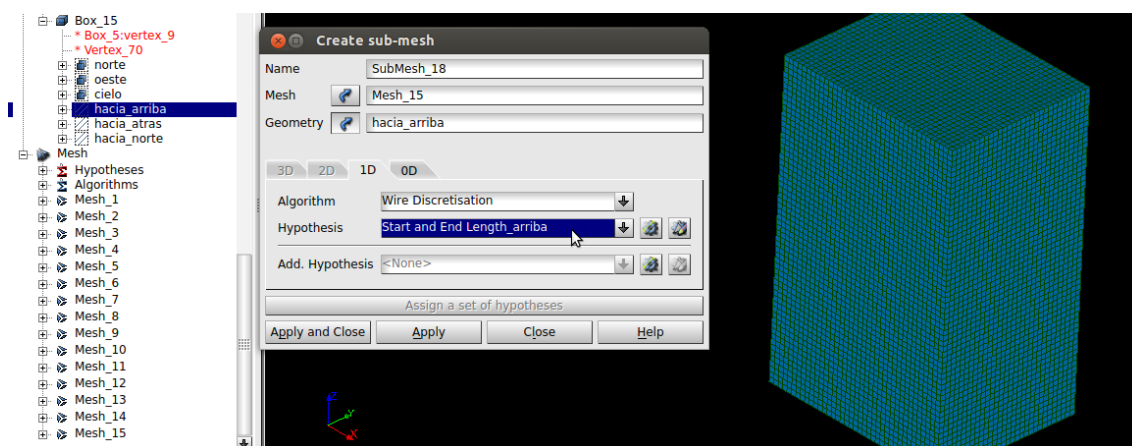 Box_15
* Box_5:vertex_9
* Vertex_70
norte
oeste
cielo
hacia_arriba
hacia_atras
hacia_norte
Mesh
Hypotheses
Algorithms
Mesh_1
Mesh_2
Mesh_3
Mesh_4
Mesh_5
Mesh_6
Mesh_7
Mesh_8
Mesh_9
Mesh_10
Mesh_11
Mesh_12
Mesh_13
Mesh_14
Mesh_15
Create sub-mesh
Name SubMesh_18
Mesh Mesh_15
Geometry hacia_arriba
3D 2D 1D 0D
Algorithm Wire Discretisation
Hypothesis Start and End Length_arriba
Add. Hypothesis <None>
Assign a set of hypotheses
Apply and Close Apply Close Help
Z
Y
X